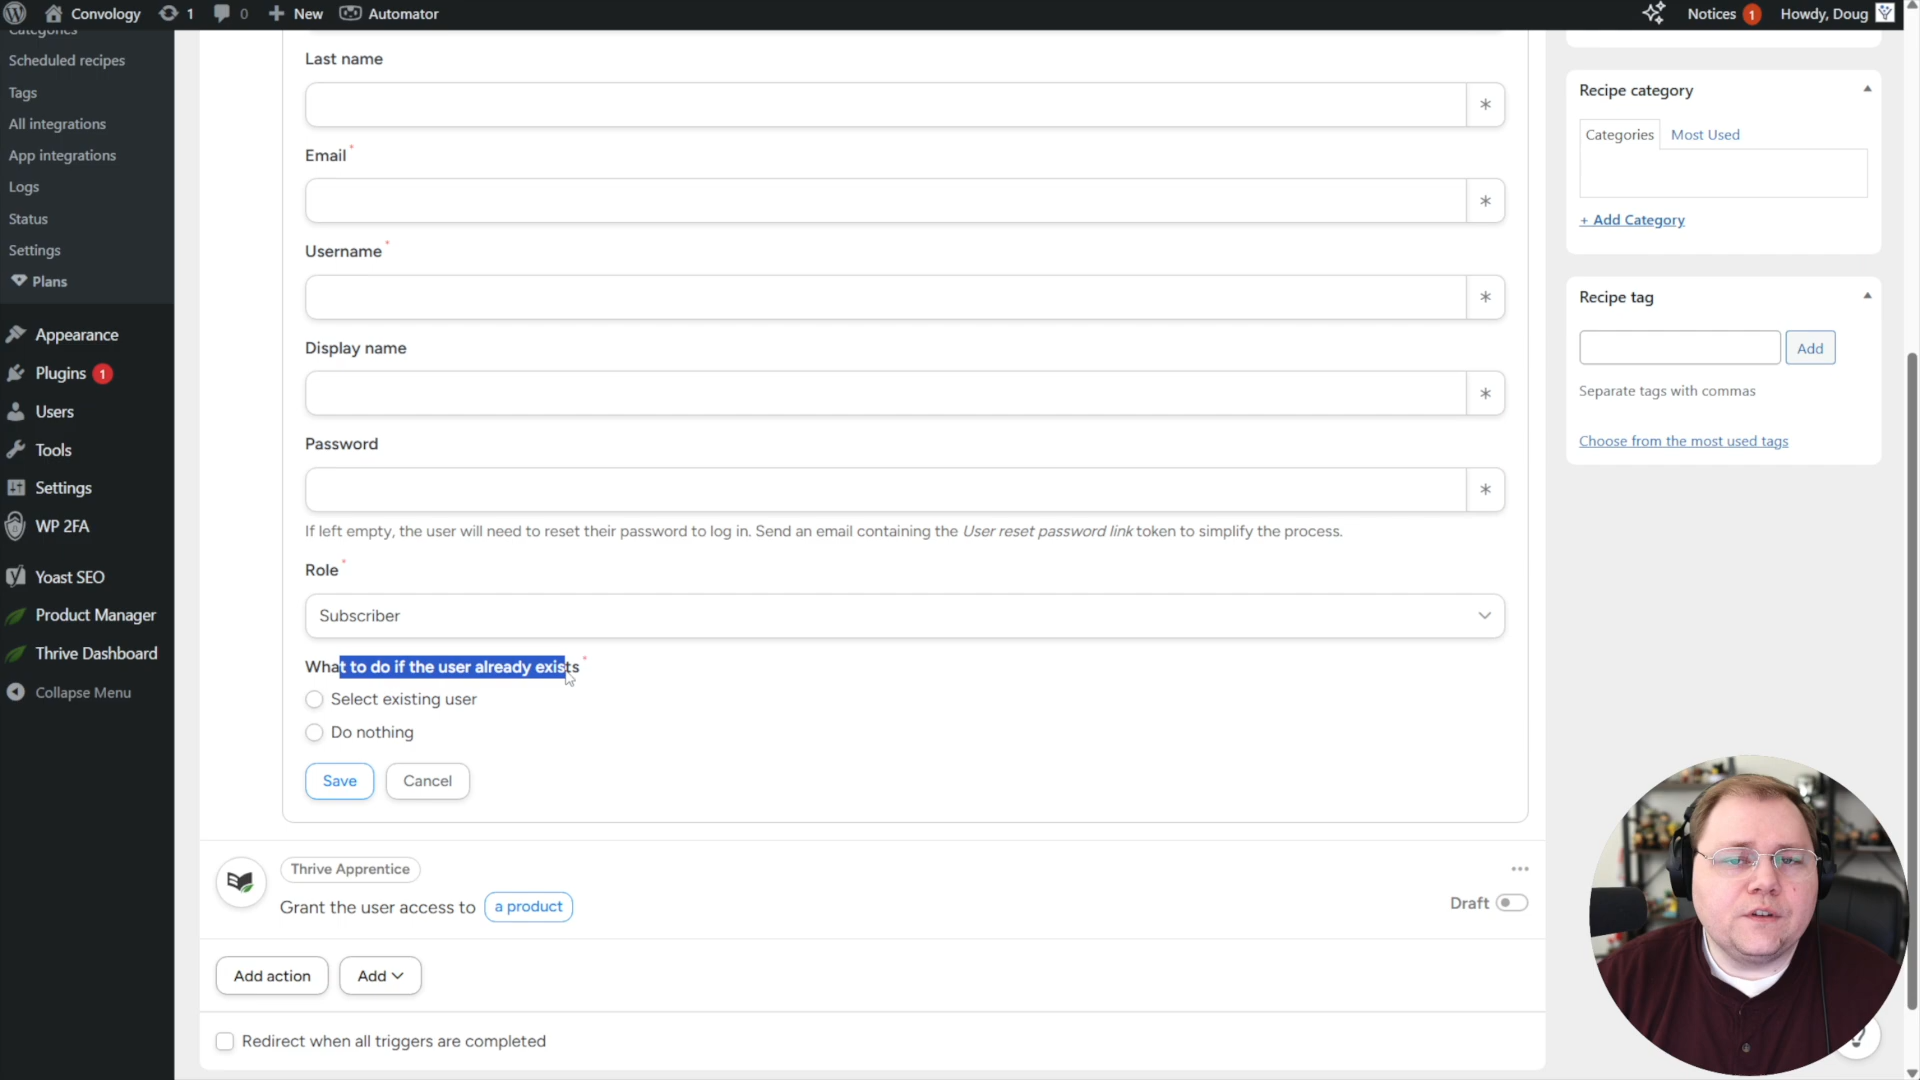 Convology 1 0 New Automator Notices 1 Howdy, Doug
Categories
Scheduled recipes
Tags
All integrations
App integrations
Logs
Status
Settings
Plans
Appearance
Plugins 1
Users
Tools
Settings
WP 2FA
Yoast SEO
Product Manager
Thrive Dashboard
Collapse Menu
Last name
*
Email *
*
Username *
*
Display name
*
Password
*
If left empty, the user will need to reset their password to log in. Send an email containing the User reset password link token to simplify the process.
Role *
Subscriber
What to do if the user already exists *
Select existing user
Do nothing
Save Cancel
Thrive Apprentice
Grant the user access to a product
Draft
Add action Add
Redirect when all triggers are completed
Recipe category
Categories Most Used
+ Add Category
Recipe tag
Add
Separate tags with commas
Choose from the most used tags